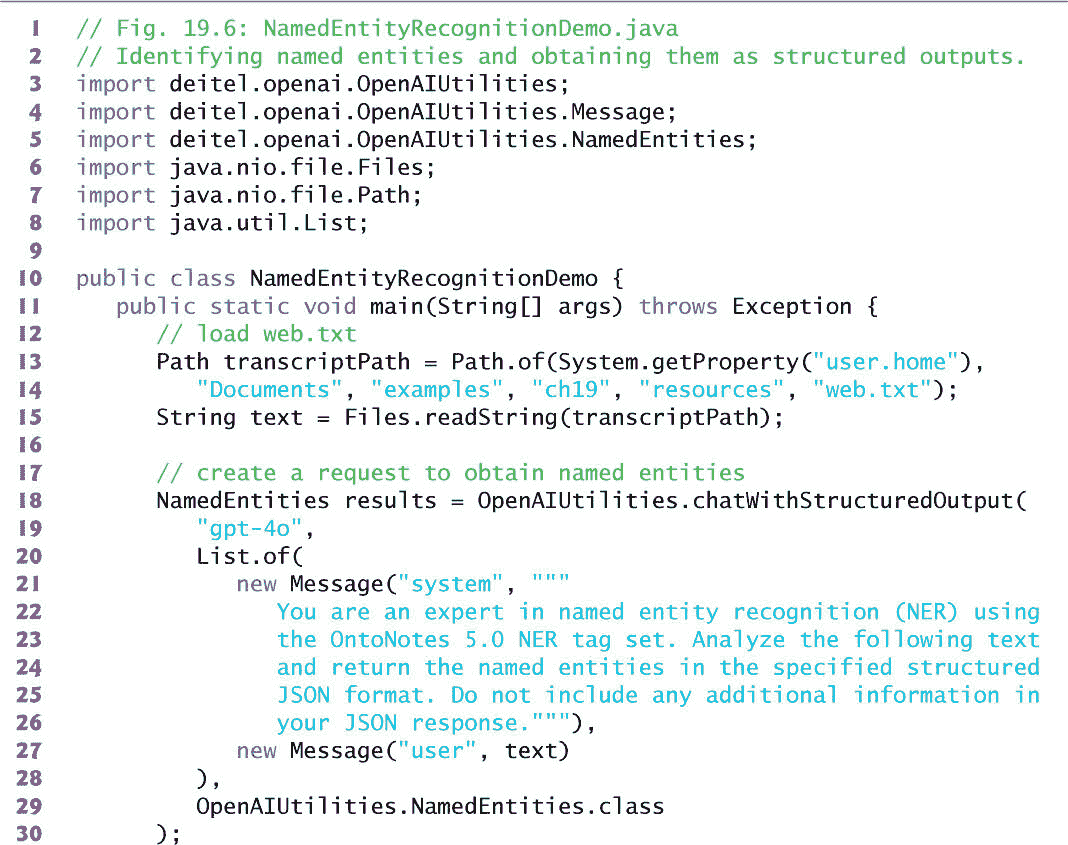 1 // Fig. 19.6: NamedEntityRecognitionDemo.java
2 // Identifying named entities and obtaining them as structured outputs.
3 import deitel.openai.OpenAIUtilities;
4 import deitel.openai.OpenAIUtilities.Message;
5 import deitel.openai.OpenAIUtilities.NamedEntities;
6 import java.nio.file.Files;
7 import java.nio.file.Path;
8 import java.util.List;
9
10 public class NamedEntityRecognitionDemo {
11    public static void main(String[] args) throws Exception {
12       // load web.txt
13       Path transcriptPath = Path.of(System.getProperty("user.home"),
14          "Documents", "examples", "ch19", "resources", "web.txt");
15       String text = Files.readString(transcriptPath);
16
17       // create a request to obtain named entities
18       NamedEntities results = OpenAIUtilities.chatWithStructuredOutput(
19          "gpt-4o",
20          List.of(
21             new Message("system", """
22                You are an expert in named entity recognition (NER) using
23                the OntoNotes 5.0 NER tag set. Analyze the following text
24                and return the named entities in the specified structured
25                JSON format. Do not include any additional information in
26                your JSON response."""),
27             new Message("user", text)
28          ),
29          OpenAIUtilities.NamedEntities.class
30       );